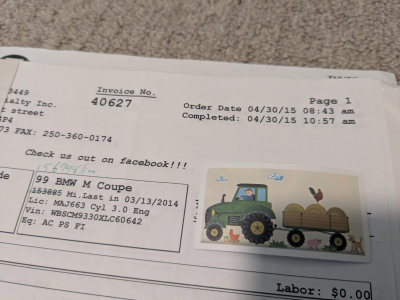 Invoice No.
40627
Page 1
Order Date 04/30/15 08:43 am
Completed: 04/30/15 10:57 am
3449
alty Inc.
t street
P4
73 FAX: 250-360-0174
Check us out on facebook!!!
de
99 BMW M Coupe
153885 Mi, Last in 03/13/2014
Lic: MAJ663 Cyl 3.0 Eng
Vin: WBSCM9330XLC60642
Eq: AC PS FI
Labor: $0.00